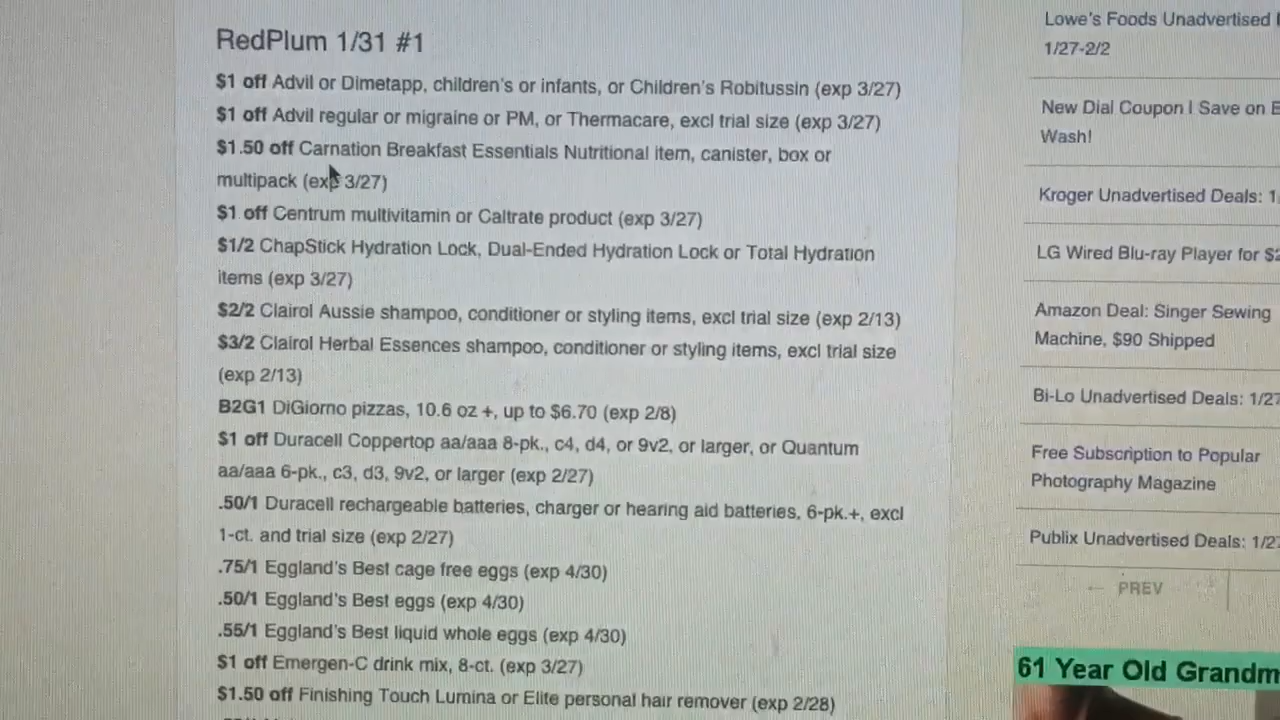 RedPlum 1/31 #1
$1 off Advil or Dimetapp, children's or infants, or Children's Robitussin (exp 3/27)
$1 off Advil regular or migraine or PM, or Thermacare, excl trial size (exp 3/27)
$1.50 off Carnation Breakfast Essentials Nutritional item, canister, box or
multipack (exp 3/27)
$1 off Centrum multivitamin or Caltrate product (exp 3/27)
$1/2 ChapStick Hydration Lock, Dual-Ended Hydration Lock or Total Hydration
items (exp 3/27)
$2/2 Clairol Aussie shampoo, conditioner or styling items, excl trial size (exp 2/13)
$3/2 Clairol Herbal Essences shampoo, conditioner or styling items, excl trial size
(exp 2/13)
B2G1 DiGiorno pizzas, 10.6 oz +, up to $6.70 (exp 2/8)
$1 off Duracell Coppertop aa/aaa 8-pk., c4, d4, or 9v2, or larger, or Quantum
aa/aaa 6-pk., c3, d3, 9v2, or larger (exp 2/27)
.50/1 Duracell rechargeable batteries, charger or hearing aid batteries, 6-pk.+, excl
1-ct. and trial size (exp 2/27)
.75/1 Eggland's Best cage free eggs (exp 4/30)
.50/1 Eggland's Best eggs (exp 4/30)
.55/1 Eggland's Best liquid whole eggs (exp 4/30)
$1 off Emergen-C drink mix, 8-ct. (exp 3/27)
$1.50 off Finishing Touch Lumina or Elite personal hair remover (exp 2/28)
Lowe's Foods Unadvertised
1/27-2/2
New Dial Coupon | Save on
Wash!
Kroger Unadvertised Deals:
LG Wired Blu-ray Player for
Amazon Deal: Singer Sewing
Machine, $90 Shipped
Bi-Lo Unadvertised Deals: 1/27
Free Subscription to Popular
Photography Magazine
Publix Unadvertised Deals: 1/27
← PREV
61 Year Old Grandm